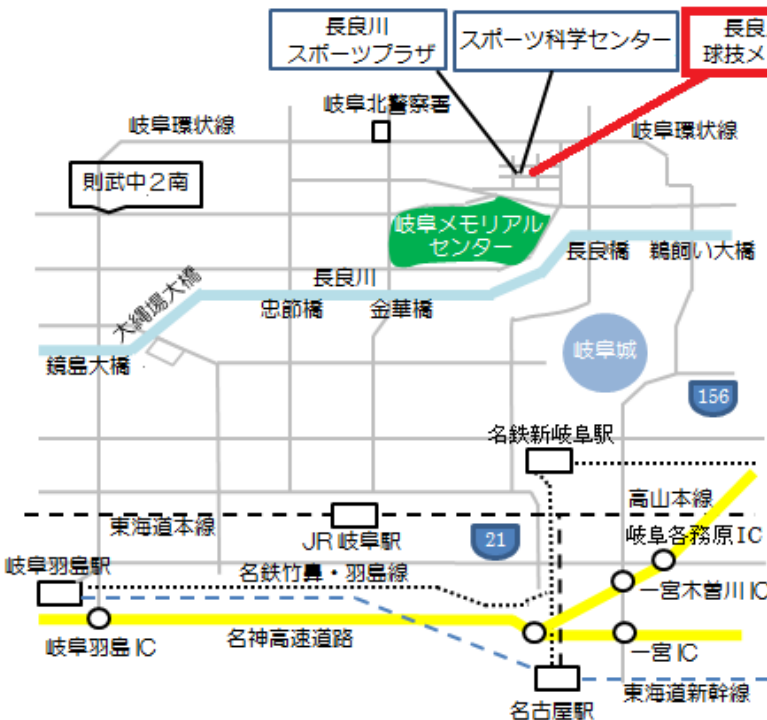 長良川
スポーツプラザ
スポーツ科学センター
長良
球技メ
岐阜北警察署
岐阜環状線
岐阜環状線
則武中2南
岐阜メモリアル
センター
長良橋
鵜飼い大橋
長良川
大縄場大橋
忠節橋
金華橋
鏡島大橋
岐阜城
156
名鉄新岐阜駅
高山本線
東海道本線
JR岐阜駅
21
岐阜各務原IC
岐阜羽島駅
名鉄竹鼻・羽島線
一宮木曽川IC
岐阜羽島IC
名神高速道路
一宮IC
東海道新幹線
名古屋駅